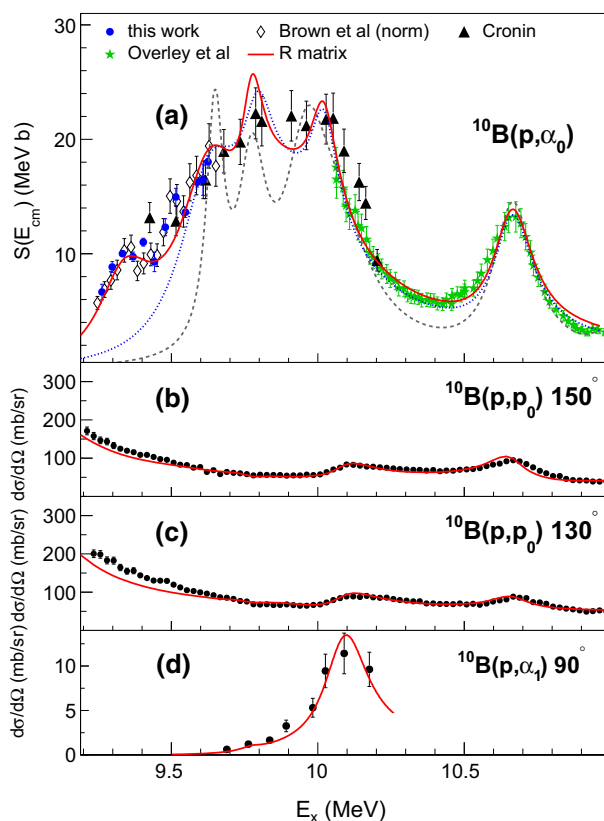 this work
Brown et al (norm)
Cronin
Overley et al
R matrix
30
20
10
S(E_cm) (MeV b)
(a)
¹⁰B(p,α₀)
300
200
100
dσ/dΩ (mb/sr)
(b)
¹⁰B(p,p₀) 150°
300
200
100
dσ/dΩ (mb/sr)
(c)
¹⁰B(p,p₀) 130°
10
5
0
dσ/dΩ (mb/sr)
(d)
¹⁰B(p,α₁) 90°
9.5
10
10.5
E_x (MeV)